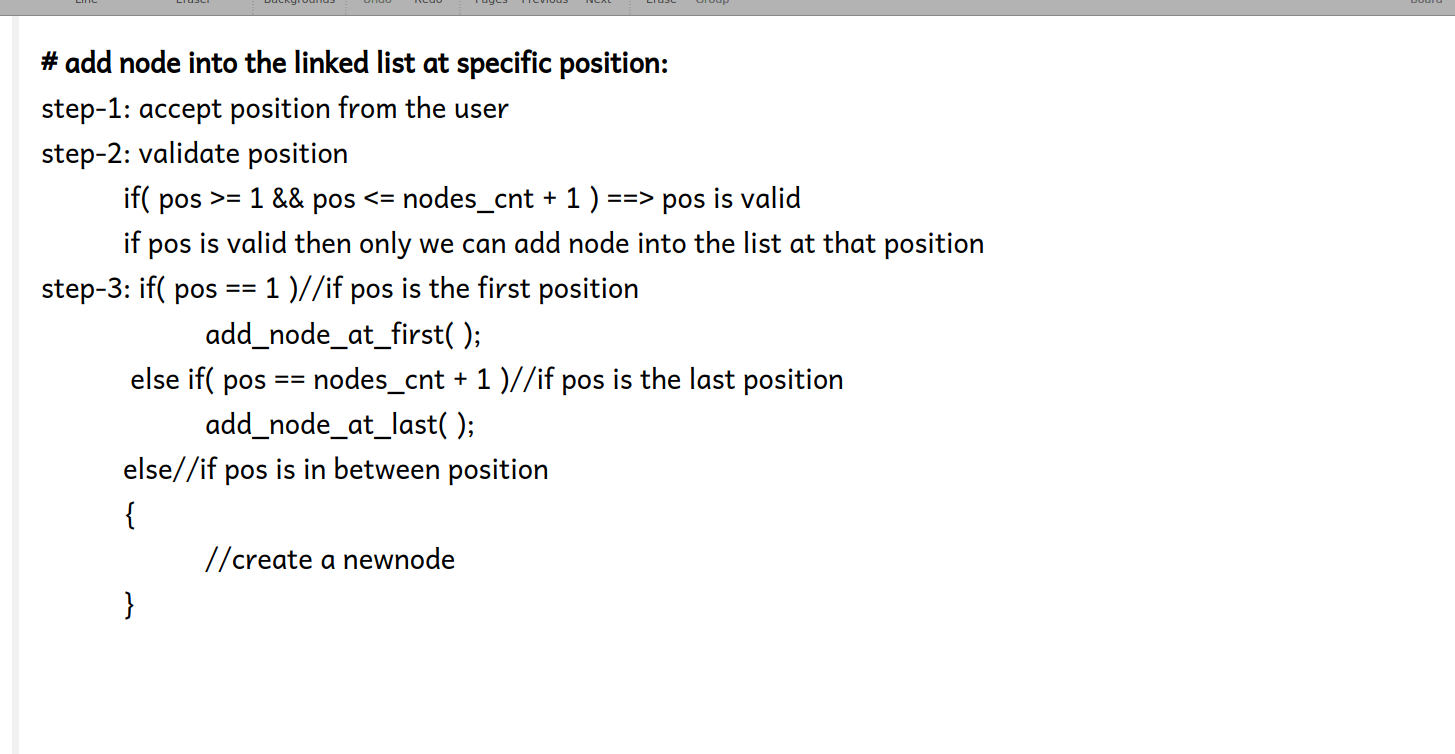 Line Eraser Backgrounds Undo Redo Pages Previous Next Erase Group Board
# add node into the linked list at specific position:
step-1: accept position from the user
step-2: validate position
if( pos >= 1 && pos <= nodes_cnt + 1 ) ==> pos is valid
if pos is valid then only we can add node into the list at that position
step-3: if( pos == 1 )//if pos is the first position
add_node_at_first( );
else if( pos == nodes_cnt + 1 )//if pos is the last position
add_node_at_last( );
else//if pos is in between position
{
//create a newnode
}